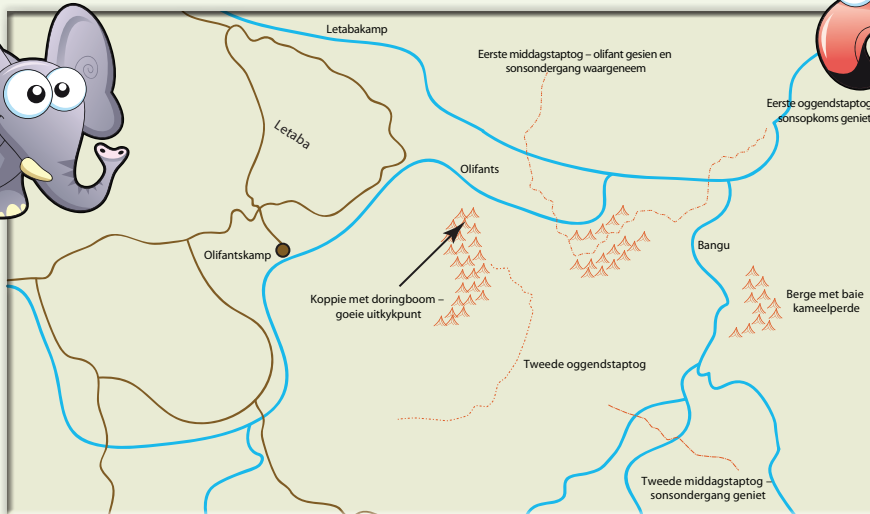 Letabakamp
Eerste middagstaptog – olifant gesien en
sonsondergang waargeneem
Eerste oggendstaptog
sonsopkoms geniet
Letaba
Olifants
Olifantskamp
Bangu
Koppie met doringboom –
goeie uitkykpunt
Berge met baie
kameelperde
Tweede oggendstaptog
Tweede middagstaptog –
sonsondergang geniet